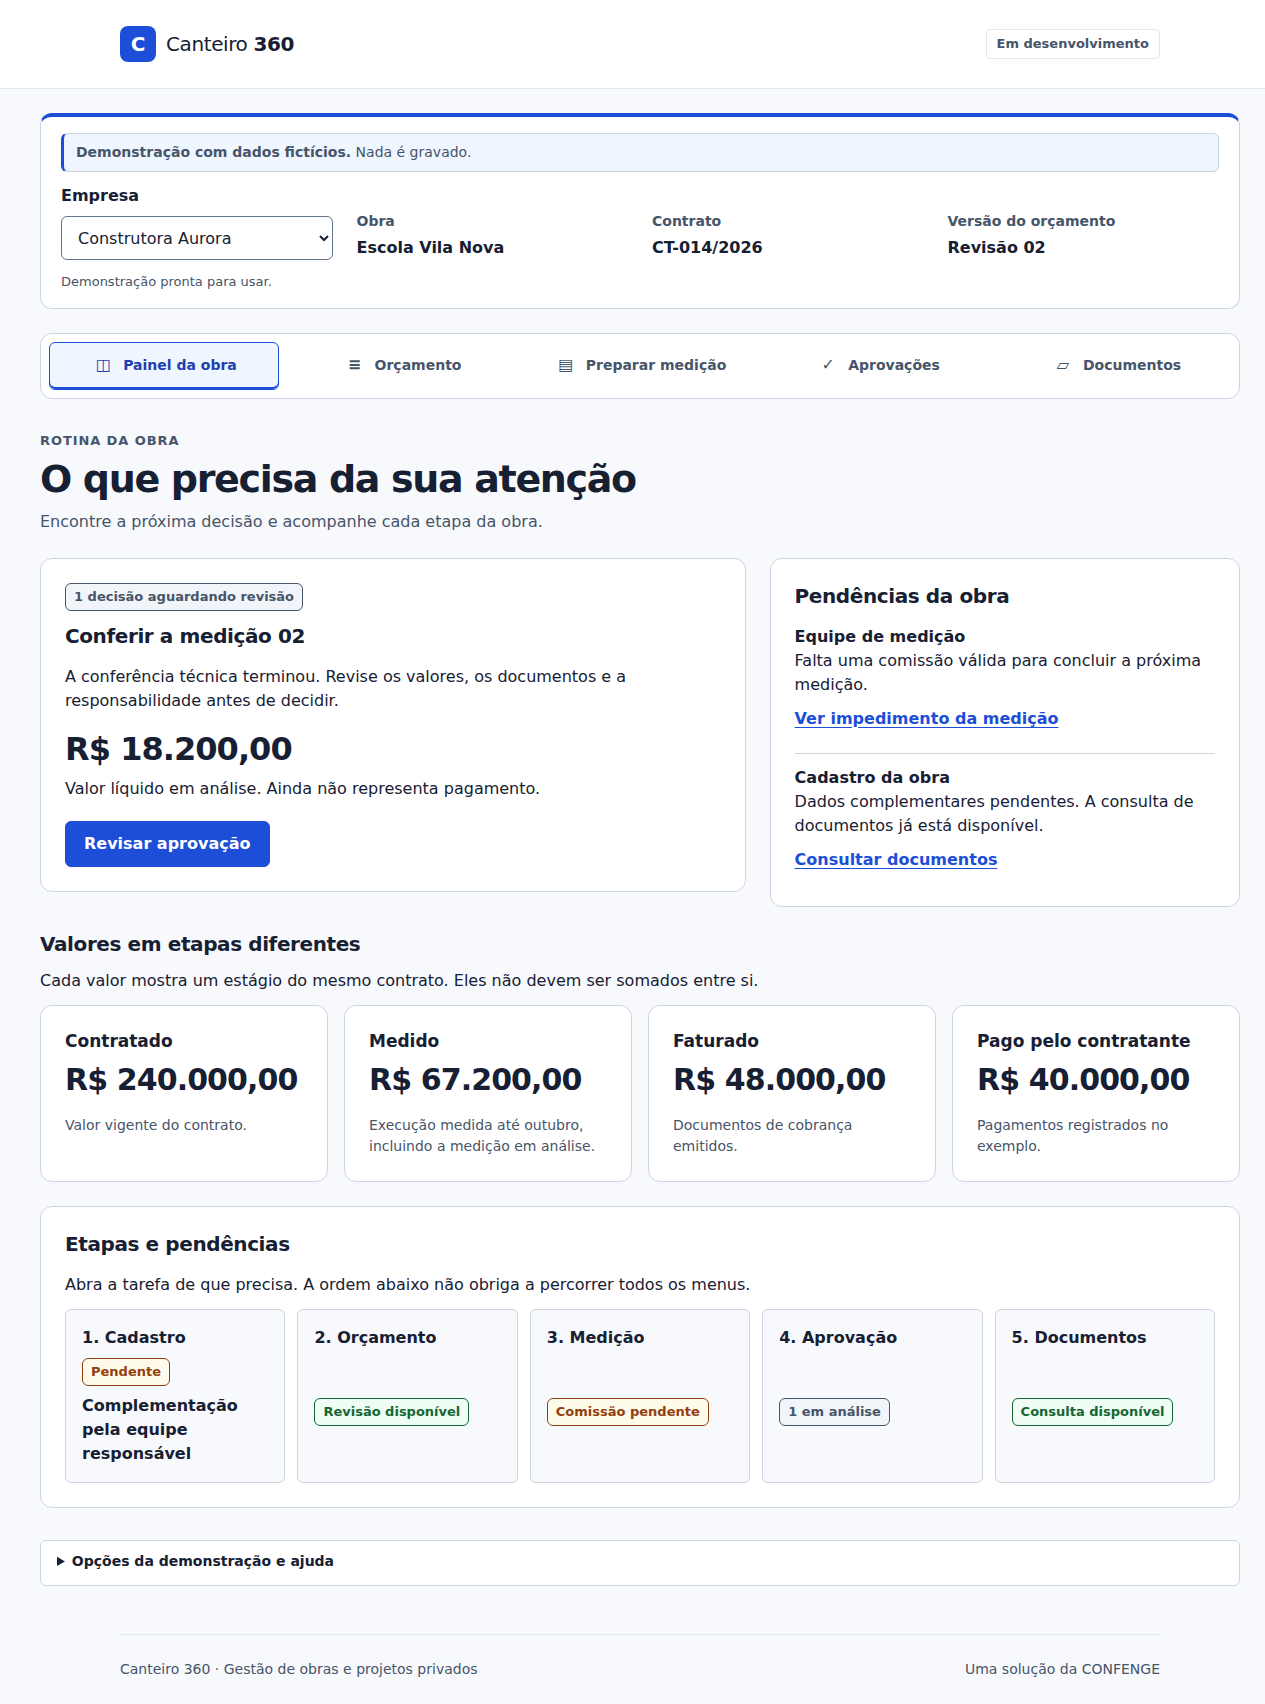 C Canteiro 360
Em desenvolvimento
Demonstração com dados fictícios. Nada é gravado.
Empresa
Construtora Aurora
Demonstração pronta para usar.
Obra
Escola Vila Nova
Contrato
CT-014/2026
Versão do orçamento
Revisão 02
Painel da obra
Orçamento
Preparar medição
Aprovações
Documentos
ROTINA DA OBRA
O que precisa da sua atenção
Encontre a próxima decisão e acompanhe cada etapa da obra.
1 decisão aguardando revisão
Conferir a medição 02
A conferência técnica terminou. Revise os valores, os documentos e a
responsabilidade antes de decidir.
R$ 18.200,00
Valor líquido em análise. Ainda não representa pagamento.
Revisar aprovação
Pendências da obra
Equipe de medição
Falta uma comissão válida para concluir a próxima
medição.
Ver impedimento da medição
Cadastro da obra
Dados complementares pendentes. A consulta de
documentos já está disponível.
Consultar documentos
Valores em etapas diferentes
Cada valor mostra um estágio do mesmo contrato. Eles não devem ser somados entre si.
Contratado
R$ 240.000,00
Valor vigente do contrato.
Medido
R$ 67.200,00
Execução medida até outubro,
incluindo a medição em análise.
Faturado
R$ 48.000,00
Documentos de cobrança
emitidos.
Pago pelo contratante
R$ 40.000,00
Pagamentos registrados no
exemplo.
Etapas e pendências
Abra a tarefa de que precisa. A ordem abaixo não obriga a percorrer todos os menus.
1. Cadastro
Pendente
Complementação
pela equipe
responsável
2. Orçamento
Revisão disponível
3. Medição
Comissão pendente
4. Aprovação
1 em análise
5. Documentos
Consulta disponível
Opções da demonstração e ajuda
Canteiro 360 · Gestão de obras e projetos privados
Uma solução da CONFENGE